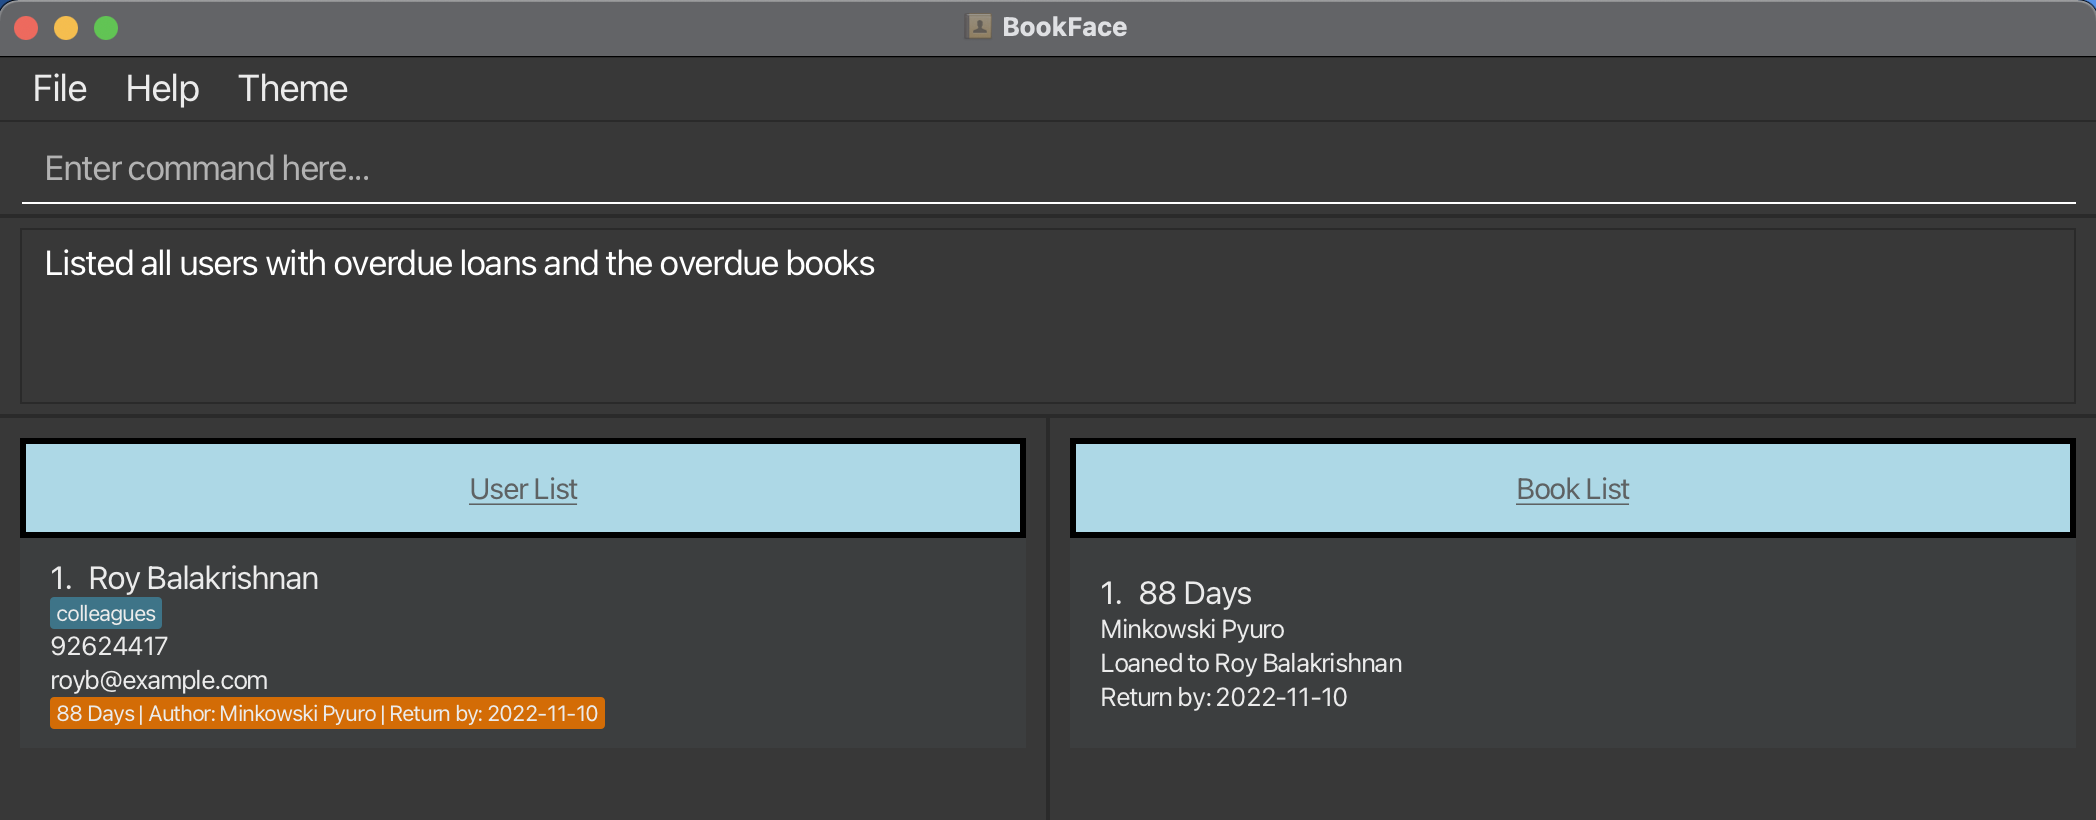 BookFace
File Help Theme
Enter command here...
Listed all users with overdue loans and the overdue books
User List
1. Roy Balakrishnan
colleagues
92624417
royb@example.com
88 Days | Author: Minkowski Pyuro | Return by: 2022-11-10
Book List
1. 88 Days
Minkowski Pyuro
Loaned to Roy Balakrishnan
Return by: 2022-11-10